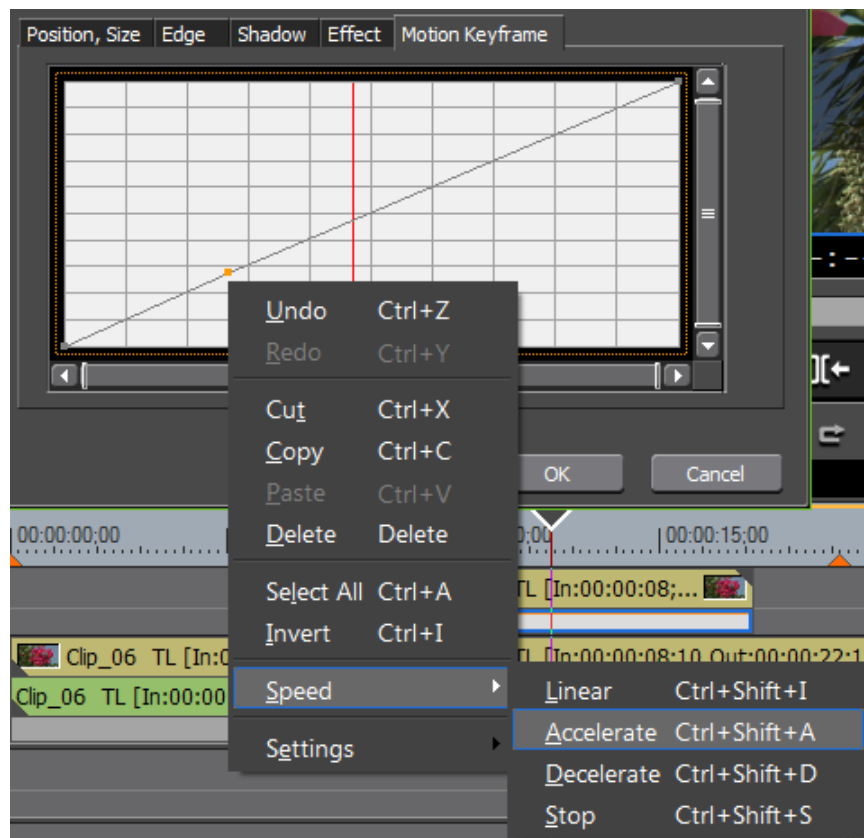 Position, Size Edge Shadow Effect Motion Keyframe
Undo Ctrl+Z
Redo Ctrl+Y
Cut Ctrl+X
Copy Ctrl+C
Paste Ctrl+V
Delete Delete
Select All Ctrl+A
Invert Ctrl+I
Speed
Settings
Linear Ctrl+Shift+I
Accelerate Ctrl+Shift+A
Decelerate Ctrl+Shift+D
Stop Ctrl+Shift+S
OK Cancel
00:00:00;00 0;00 00:00:15;00
TL [In:00:00:08;...
Clip_06 TL [In:0 TL [In:00:00:08;10 Out:00:00:22;1
Clip_06 TL [In:00:00